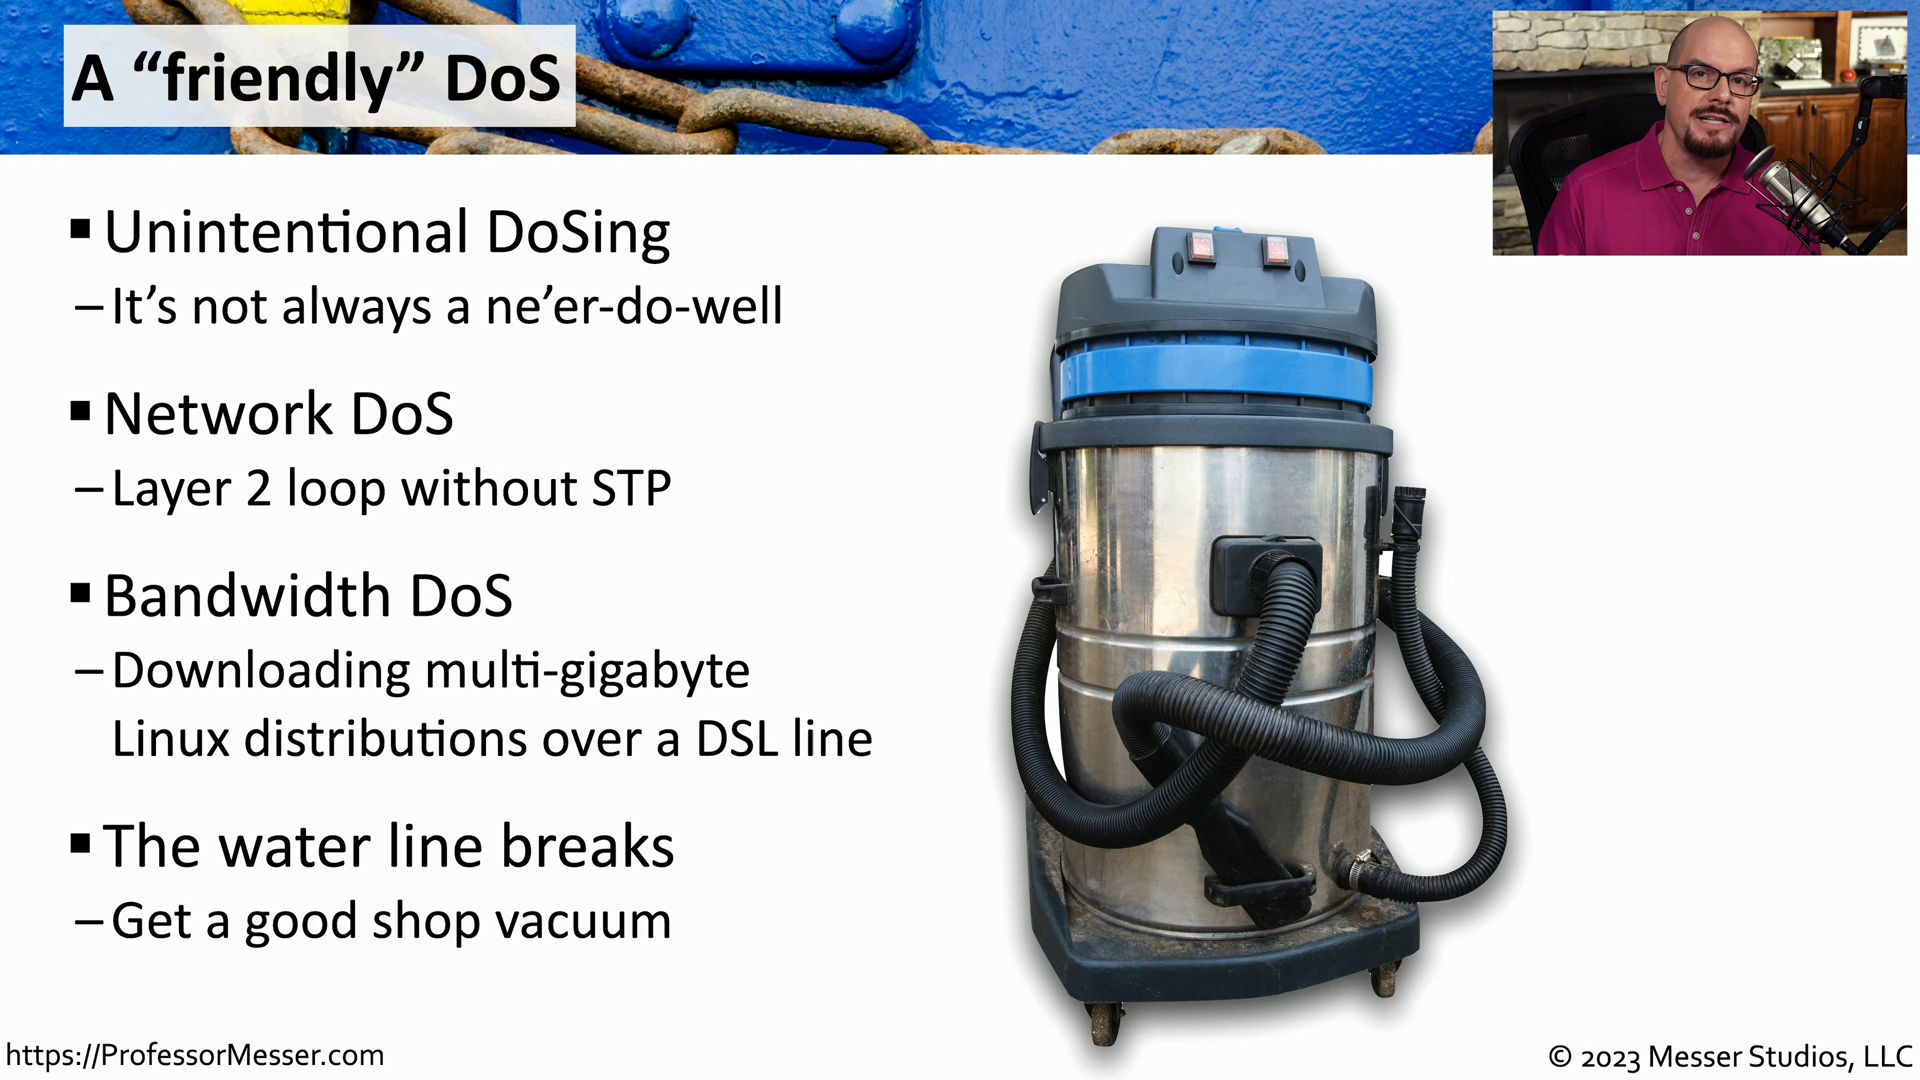 A “friendly” DoS
▪ Unintentional DoSing
– It’s not always a ne’er-do-well
▪ Network DoS
– Layer 2 loop without STP
▪ Bandwidth DoS
– Downloading multi-gigabyte
Linux distributions over a DSL line
▪ The water line breaks
– Get a good shop vacuum
https://ProfessorMesser.com
© 2023 Messer Studios, LLC